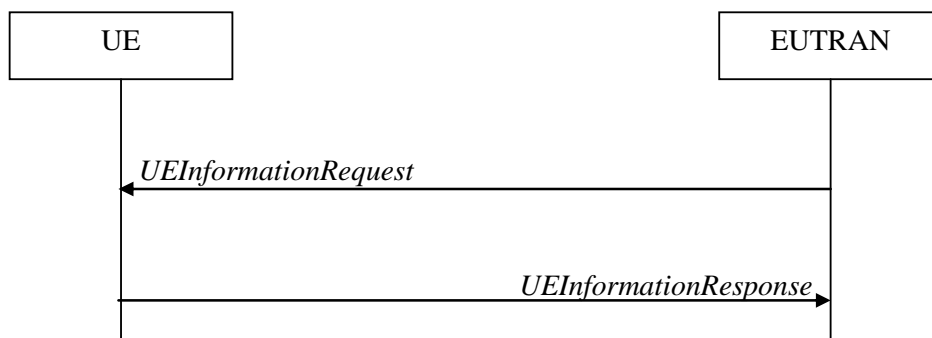 UE
EUTRAN
UEInformationRequest
UEInformationResponse